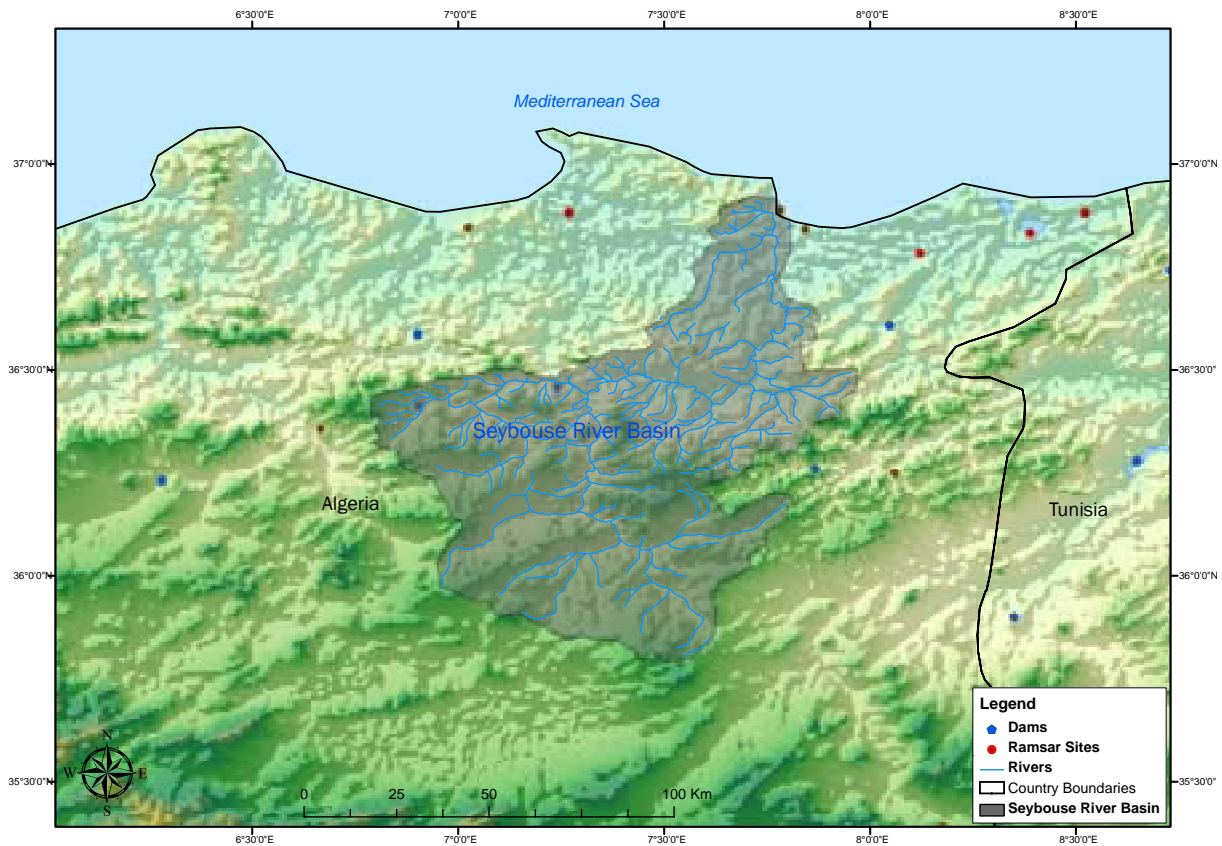 6°30'0"E 7°0'0"E 7°30'0"E 8°0'0"E 8°30'0"E
Mediterranean Sea
37°0'0"N 37°0'0"N
36°30'0"N 36°30'0"N
Seybouse River Basin
Algeria
Tunisia
36°0'0"N 36°0'0"N
Legend
Dams
Ramsar Sites
Rivers
Country Boundaries
Seybouse River Basin
N
W E
S
35°30'0"N 35°30'0"N
0 25 50 100 Km
6°30'0"E 7°0'0"E 7°30'0"E 8°0'0"E 8°30'0"E